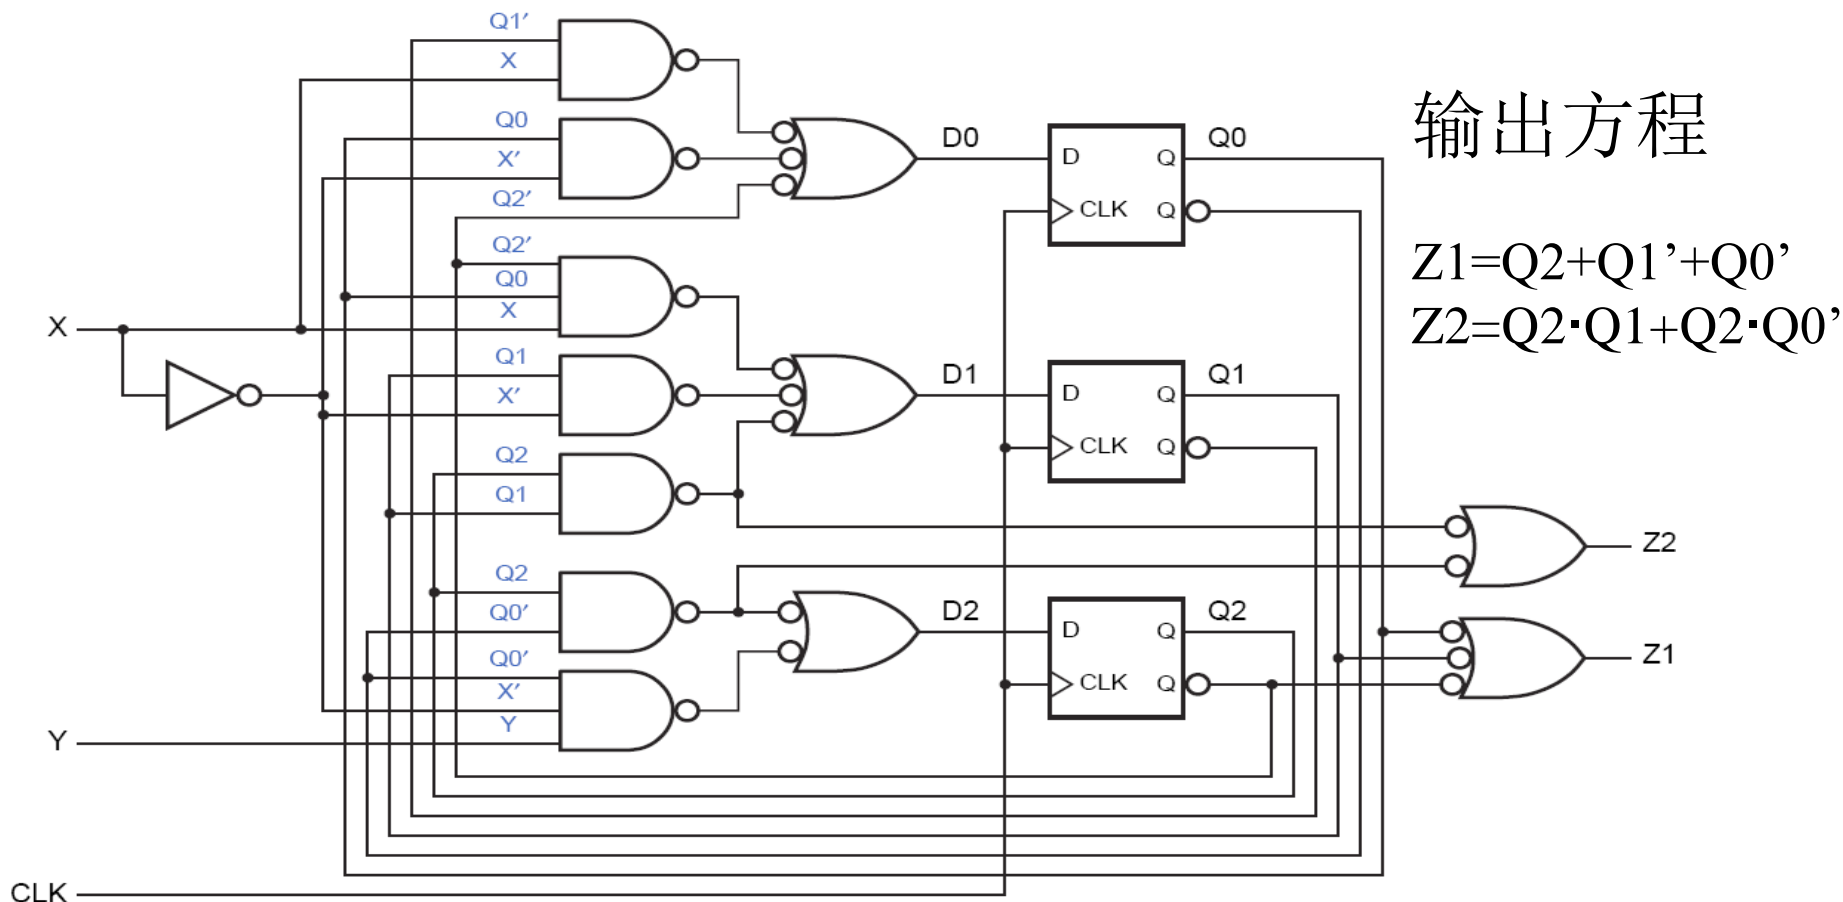 Q1′
X
Q0
X′
Q2′
Q2′
Q0
X
Q1
X′
Q2
Q1
Q2
Q0′
Q0′
X′
Y
X
Y
CLK
D0
D
Q
CLK
Q
Q0
D1
D
Q
CLK
Q
Q1
D2
D
Q
CLK
Q
Q2
Z2
Z1
输出方程
Z1=Q2+Q1’+Q0’
Z2=Q2·Q1+Q2·Q0’